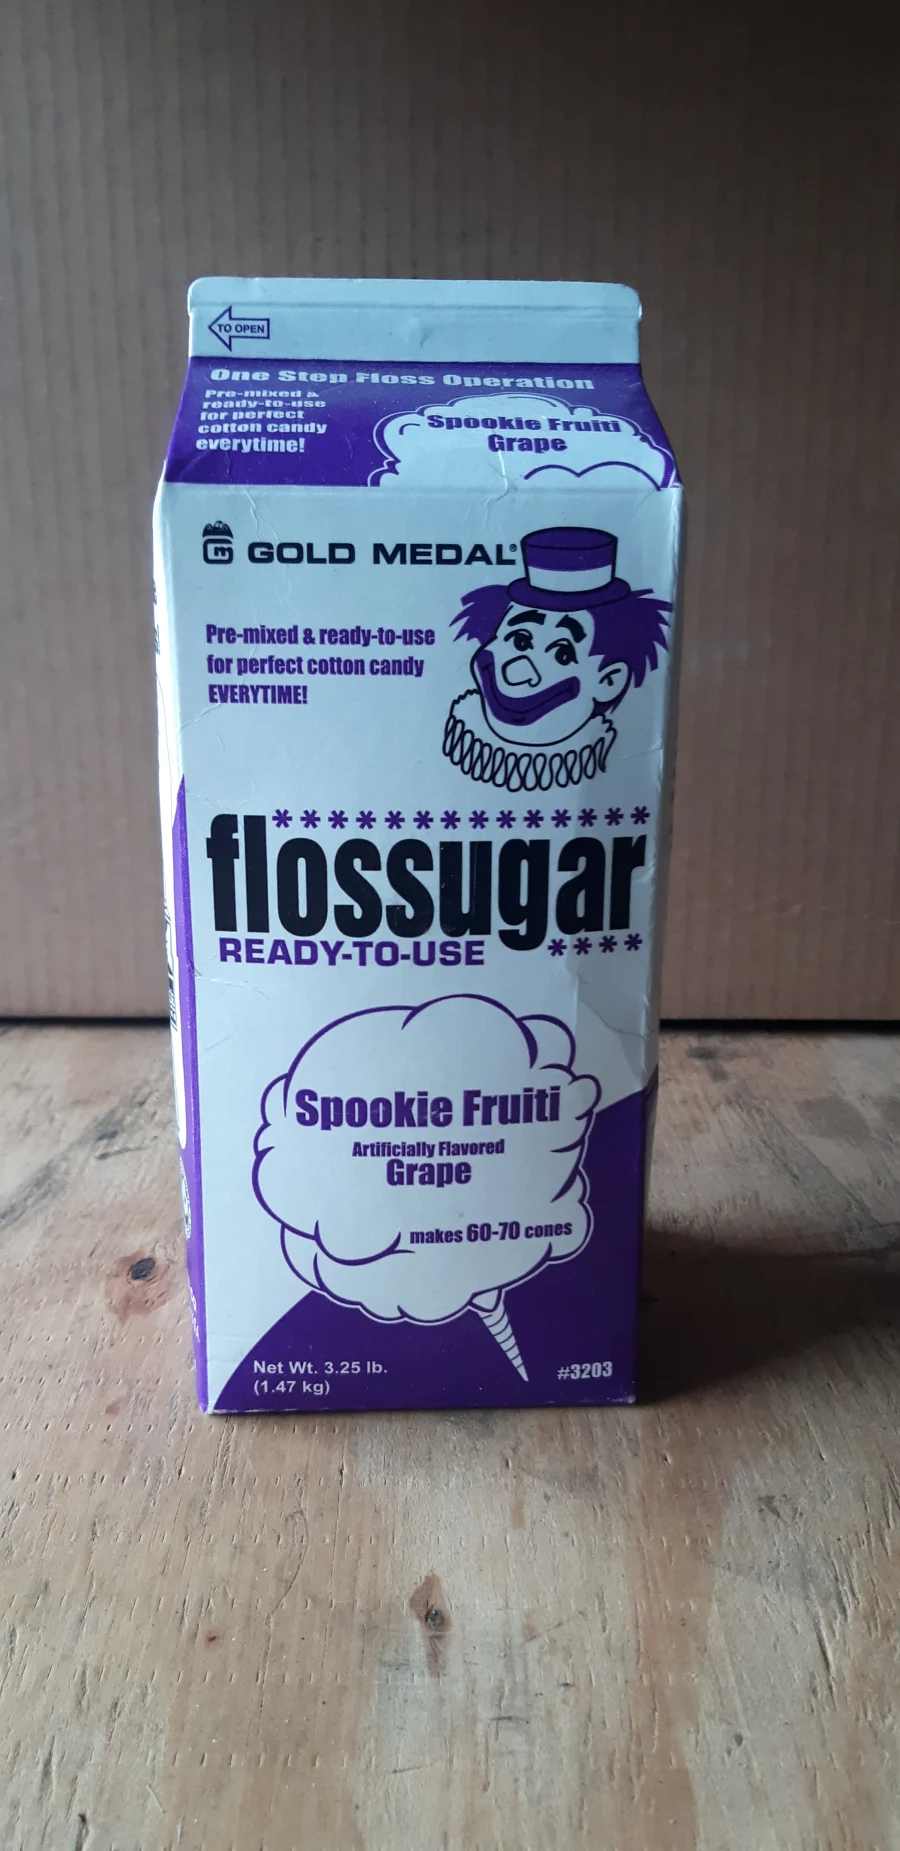 TO OPEN
One Step Floss Operation
Pre-mixed &
ready-to-use
for perfect
cotton candy
everytime!
Spookie Fruiti
Grape
GOLD MEDAL®
Pre-mixed & ready-to-use
for perfect cotton candy
EVERYTIME!
flossugar
READY-TO-USE
Spookie Fruiti
Artificially Flavored
Grape
makes 60-70 cones
Net Wt. 3.25 lb.
(1.47 kg)
#3203